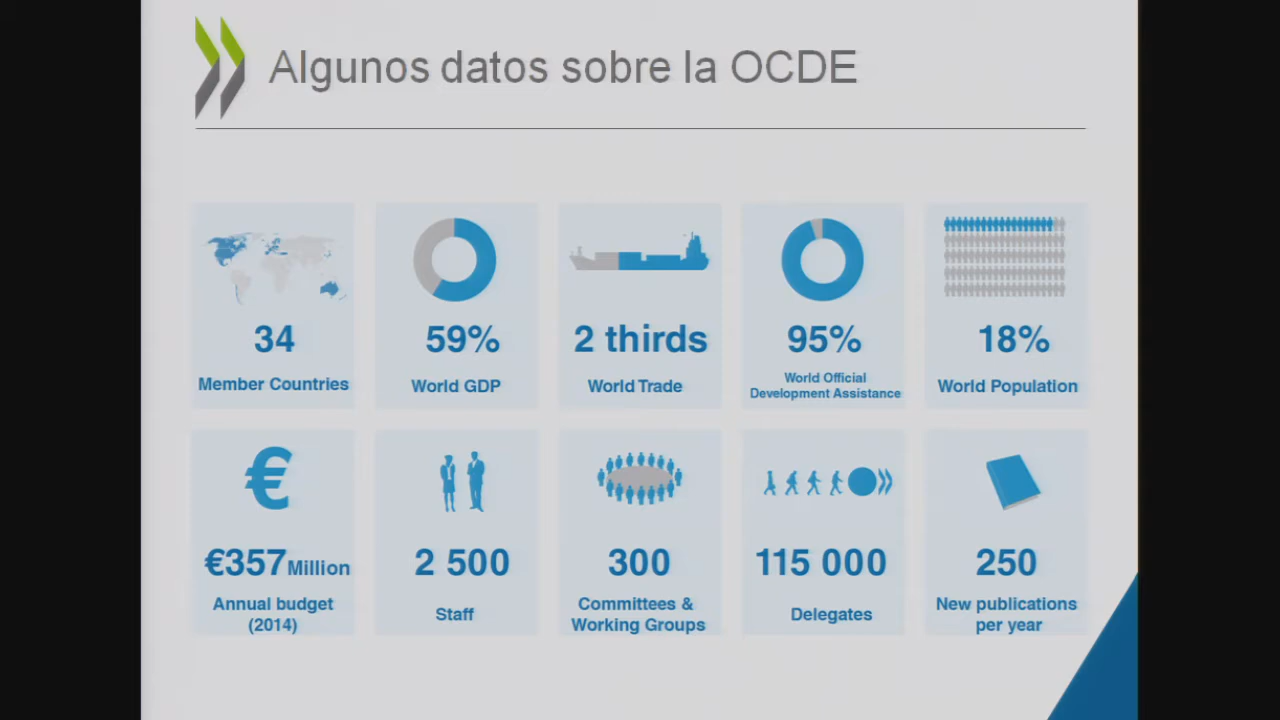 Algunos datos sobre la OCDE
34
Member Countries
59%
World GDP
2 thirds
World Trade
95%
World Official
Development Assistance
18%
World Population
€357 Million
Annual budget
(2014)
2 500
Staff
300
Committees &
Working Groups
115 000
Delegates
250
New publications
per year